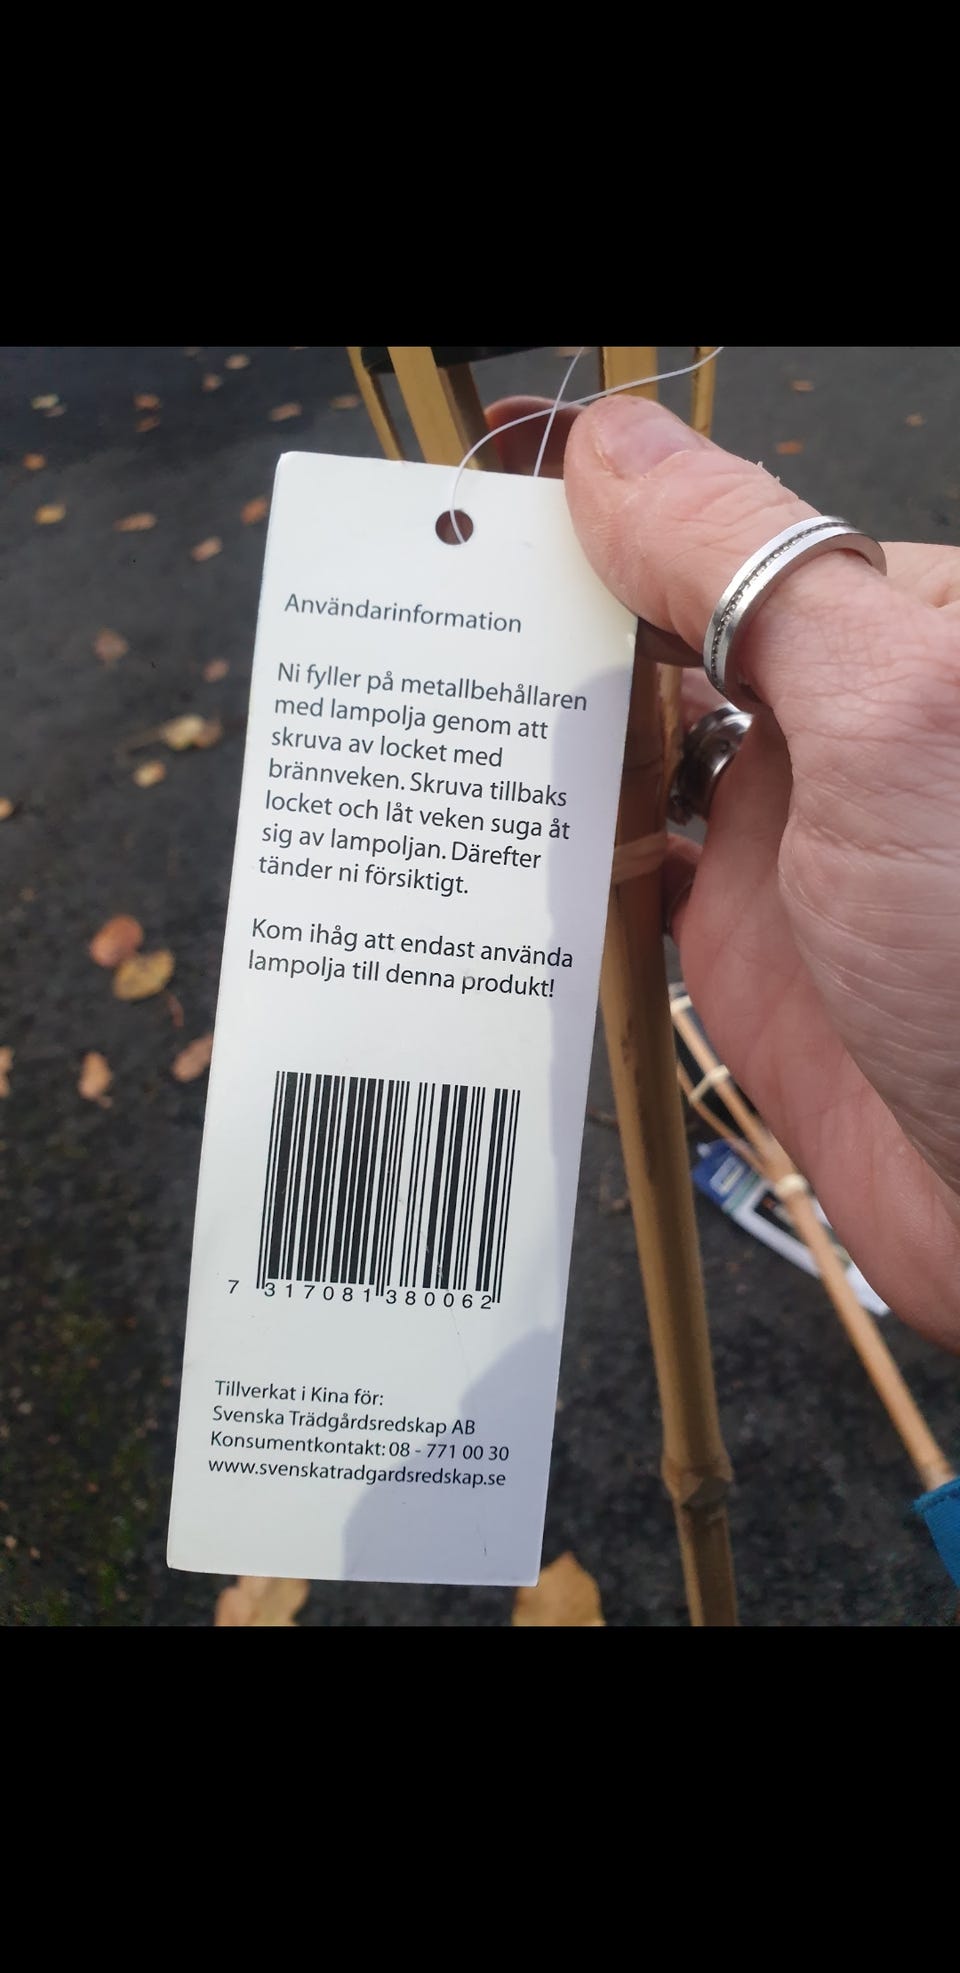 Användarinformation
Ni fyller på metallbehållaren
med lampolja genom att
skruva av locket med
brännveken. Skruva tillbaks
locket och låt veken suga åt
sig av lampoljan. Därefter
tänder ni försiktigt.
Kom ihåg att endast använda
lampolja till denna produkt!
7 317081 380062
Tillverkat i Kina för:
Svenska Trädgårdsredskap AB
Konsumentkontakt: 08 - 771 00 30
www.svenskatradgardsredskap.se